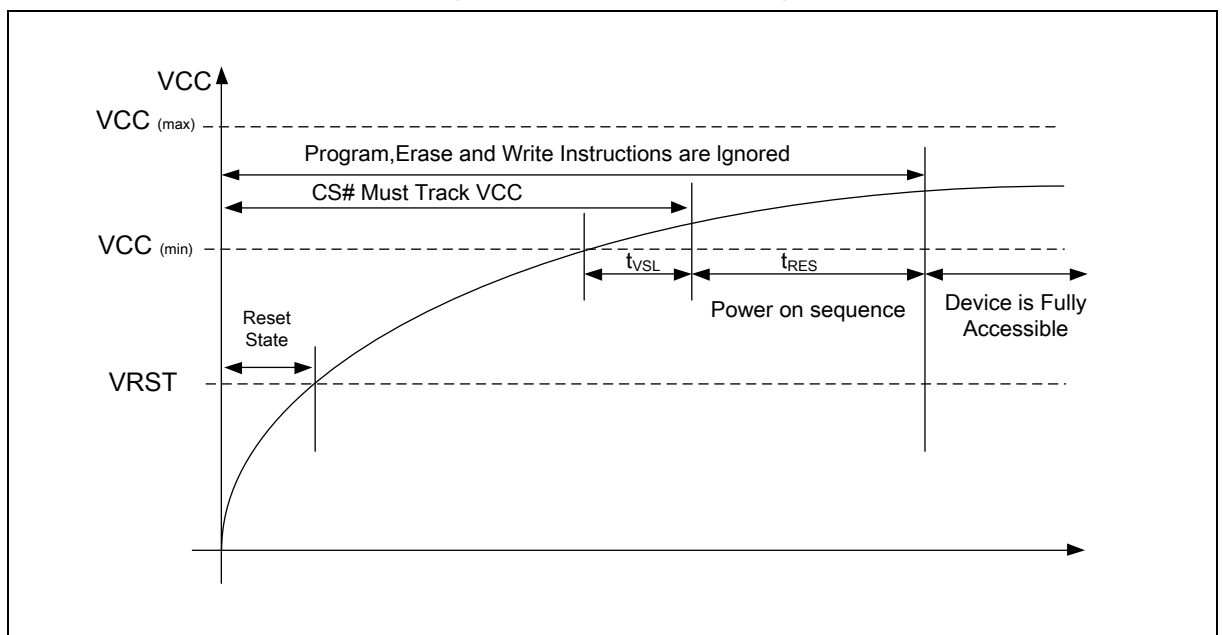 VCC
VCC (max)
Program,Erase and Write Instructions are Ignored
CS# Must Track VCC
VCC (min)
tVSL
tRES
Power on sequence
Device is Fully
Accessible
Reset
State
VRST